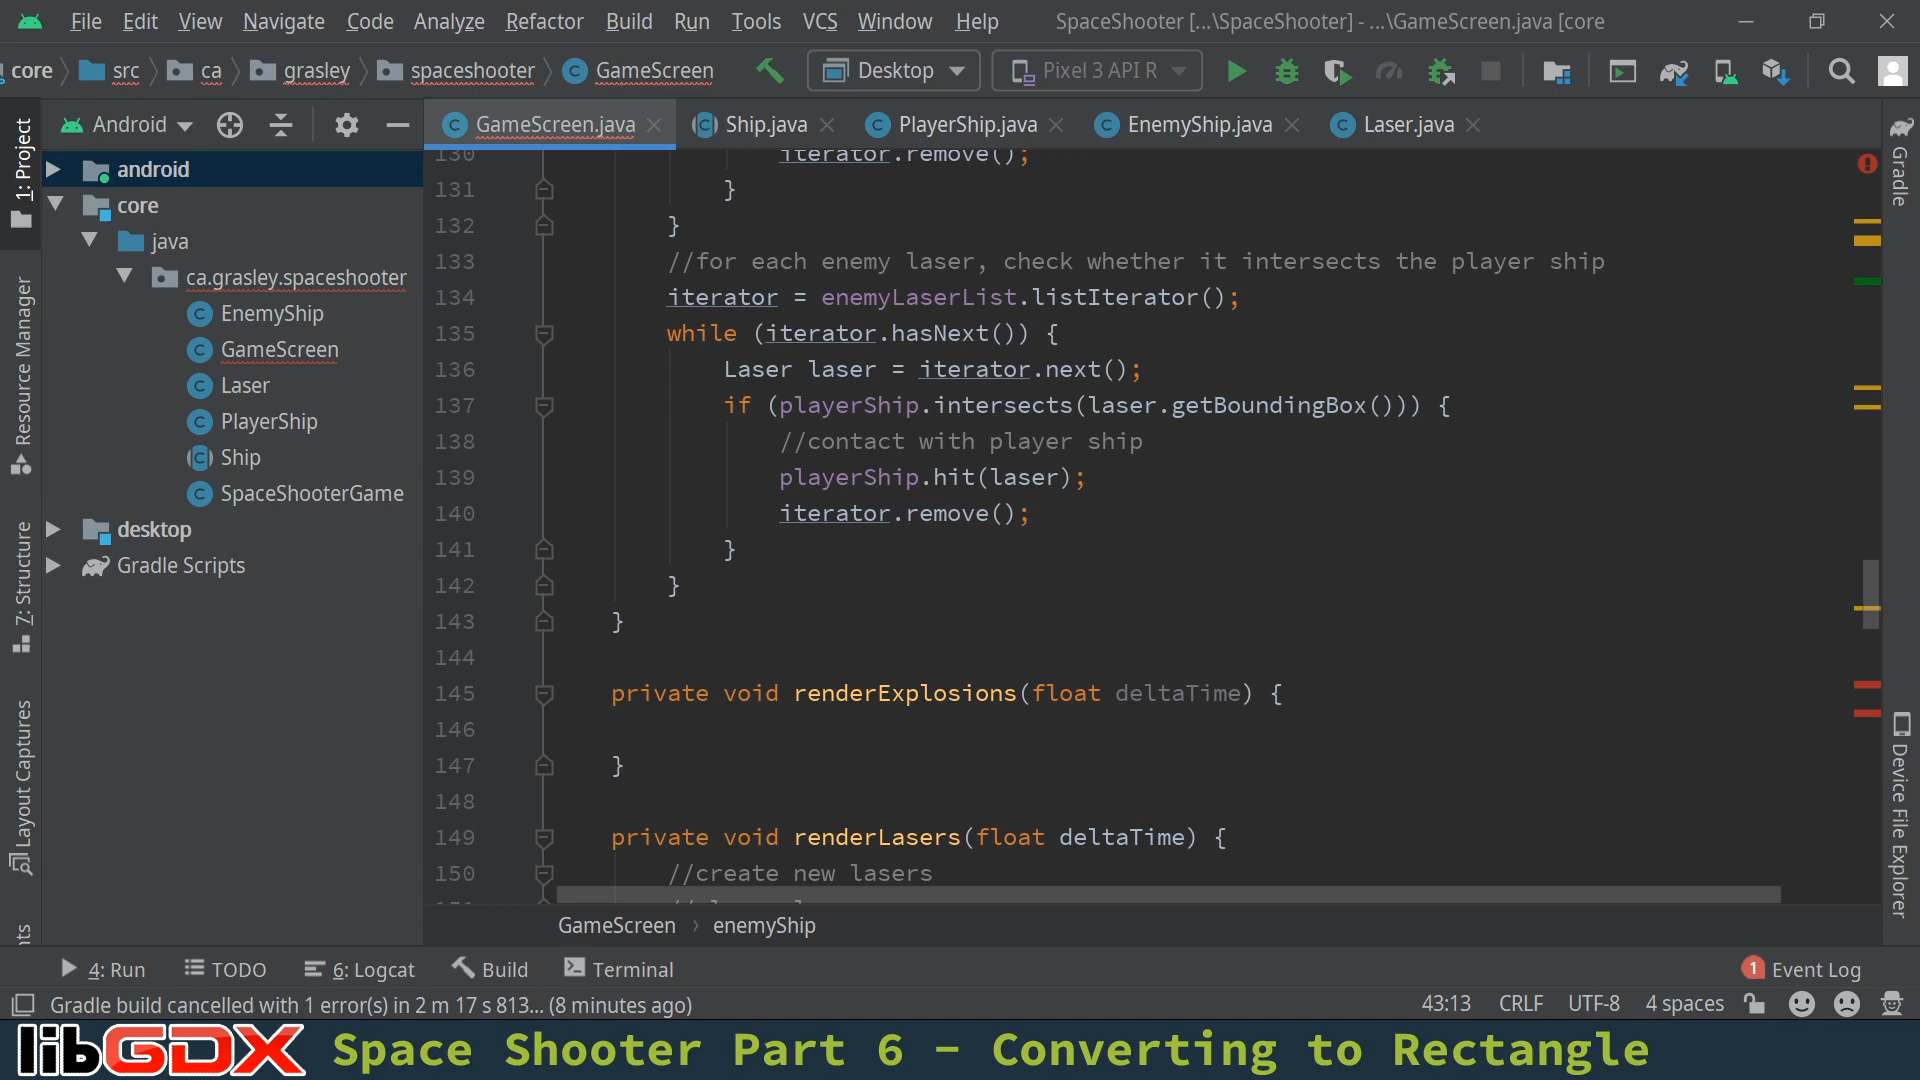 File Edit View Navigate Code Analyze Refactor Build Run Tools VCS Window Help SpaceShooter [...\SpaceShooter] - ...\GameScreen.java [core
core src ca grasley spaceshooter GameScreen Desktop Pixel 3 API R
Android GameScreen.java Ship.java PlayerShip.java EnemyShip.java Laser.java
1: Project
Resource Manager
Z: Structure
Layout Captures
android
core
java
ca.grasley.spaceshooter
EnemyShip
GameScreen
Laser
PlayerShip
Ship
SpaceShooterGame
desktop
Gradle Scripts
130 iterator.remove();
131 }
132 }
133 //for each enemy laser, check whether it intersects the player ship
134 iterator = enemyLaserList.listIterator();
135 while (iterator.hasNext()) {
136 Laser laser = iterator.next();
137 if (playerShip.intersects(laser.getBoundingBox())) {
138 //contact with player ship
139 playerShip.hit(laser);
140 iterator.remove();
141 }
142 }
143 }
144
145 private void renderExplosions(float deltaTime) {
146
147 }
148
149 private void renderLasers(float deltaTime) {
150 //create new lasers
Gradle
Device File Explorer
GameScreen › enemyShip
4: Run TODO 6: Logcat Build Terminal 1 Event Log
Gradle build cancelled with 1 error(s) in 2 m 17 s 813... (8 minutes ago) 43:13 CRLF UTF-8 4 spaces
libGDX Space Shooter Part 6 - Converting to Rectangle